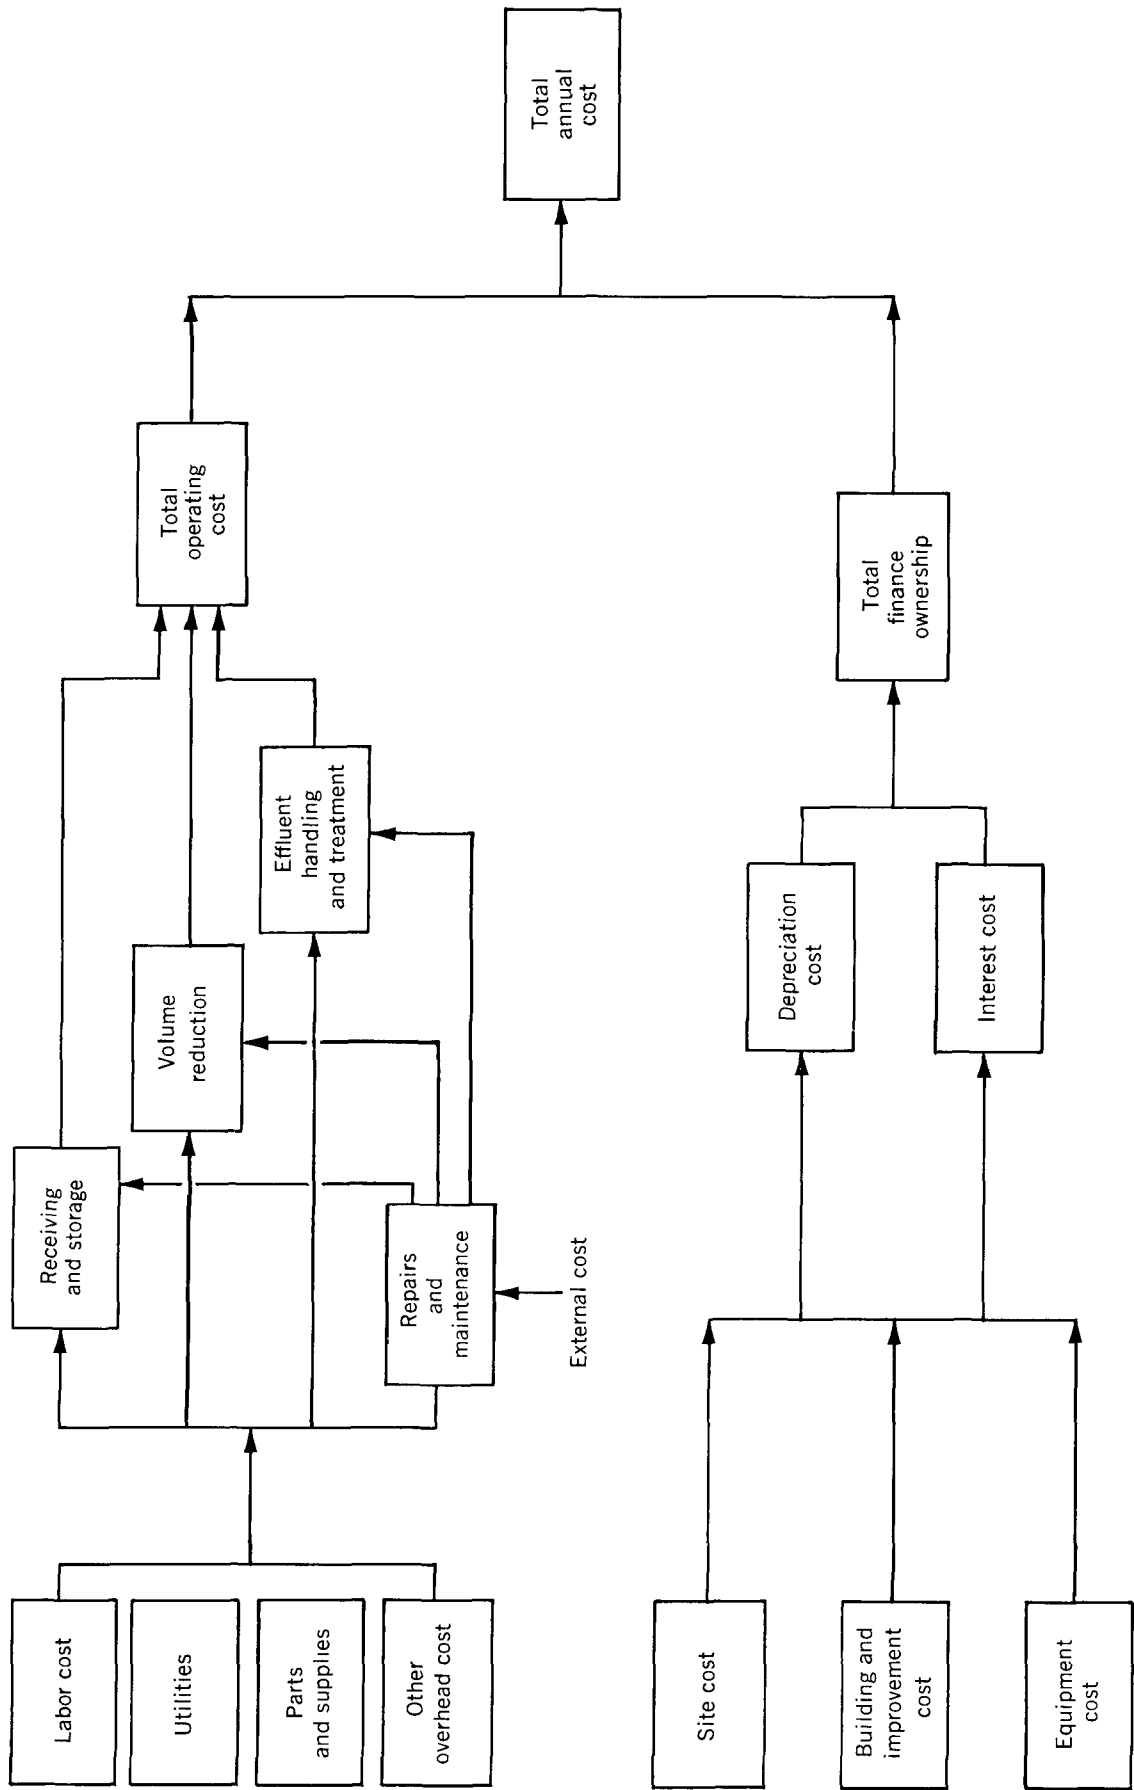 Labor cost
Utilities
Parts
and supplies
Other
overhead cost
Receiving
and storage
Volume
reduction
Effluent
handling
and treatment
Repairs
and
maintenance
External cost
Total
operating
cost
Site cost
Building and
improvement
cost
Equipment
cost
Depreciation
cost
Interest cost
Total
finance
ownership
Total
annual
cost